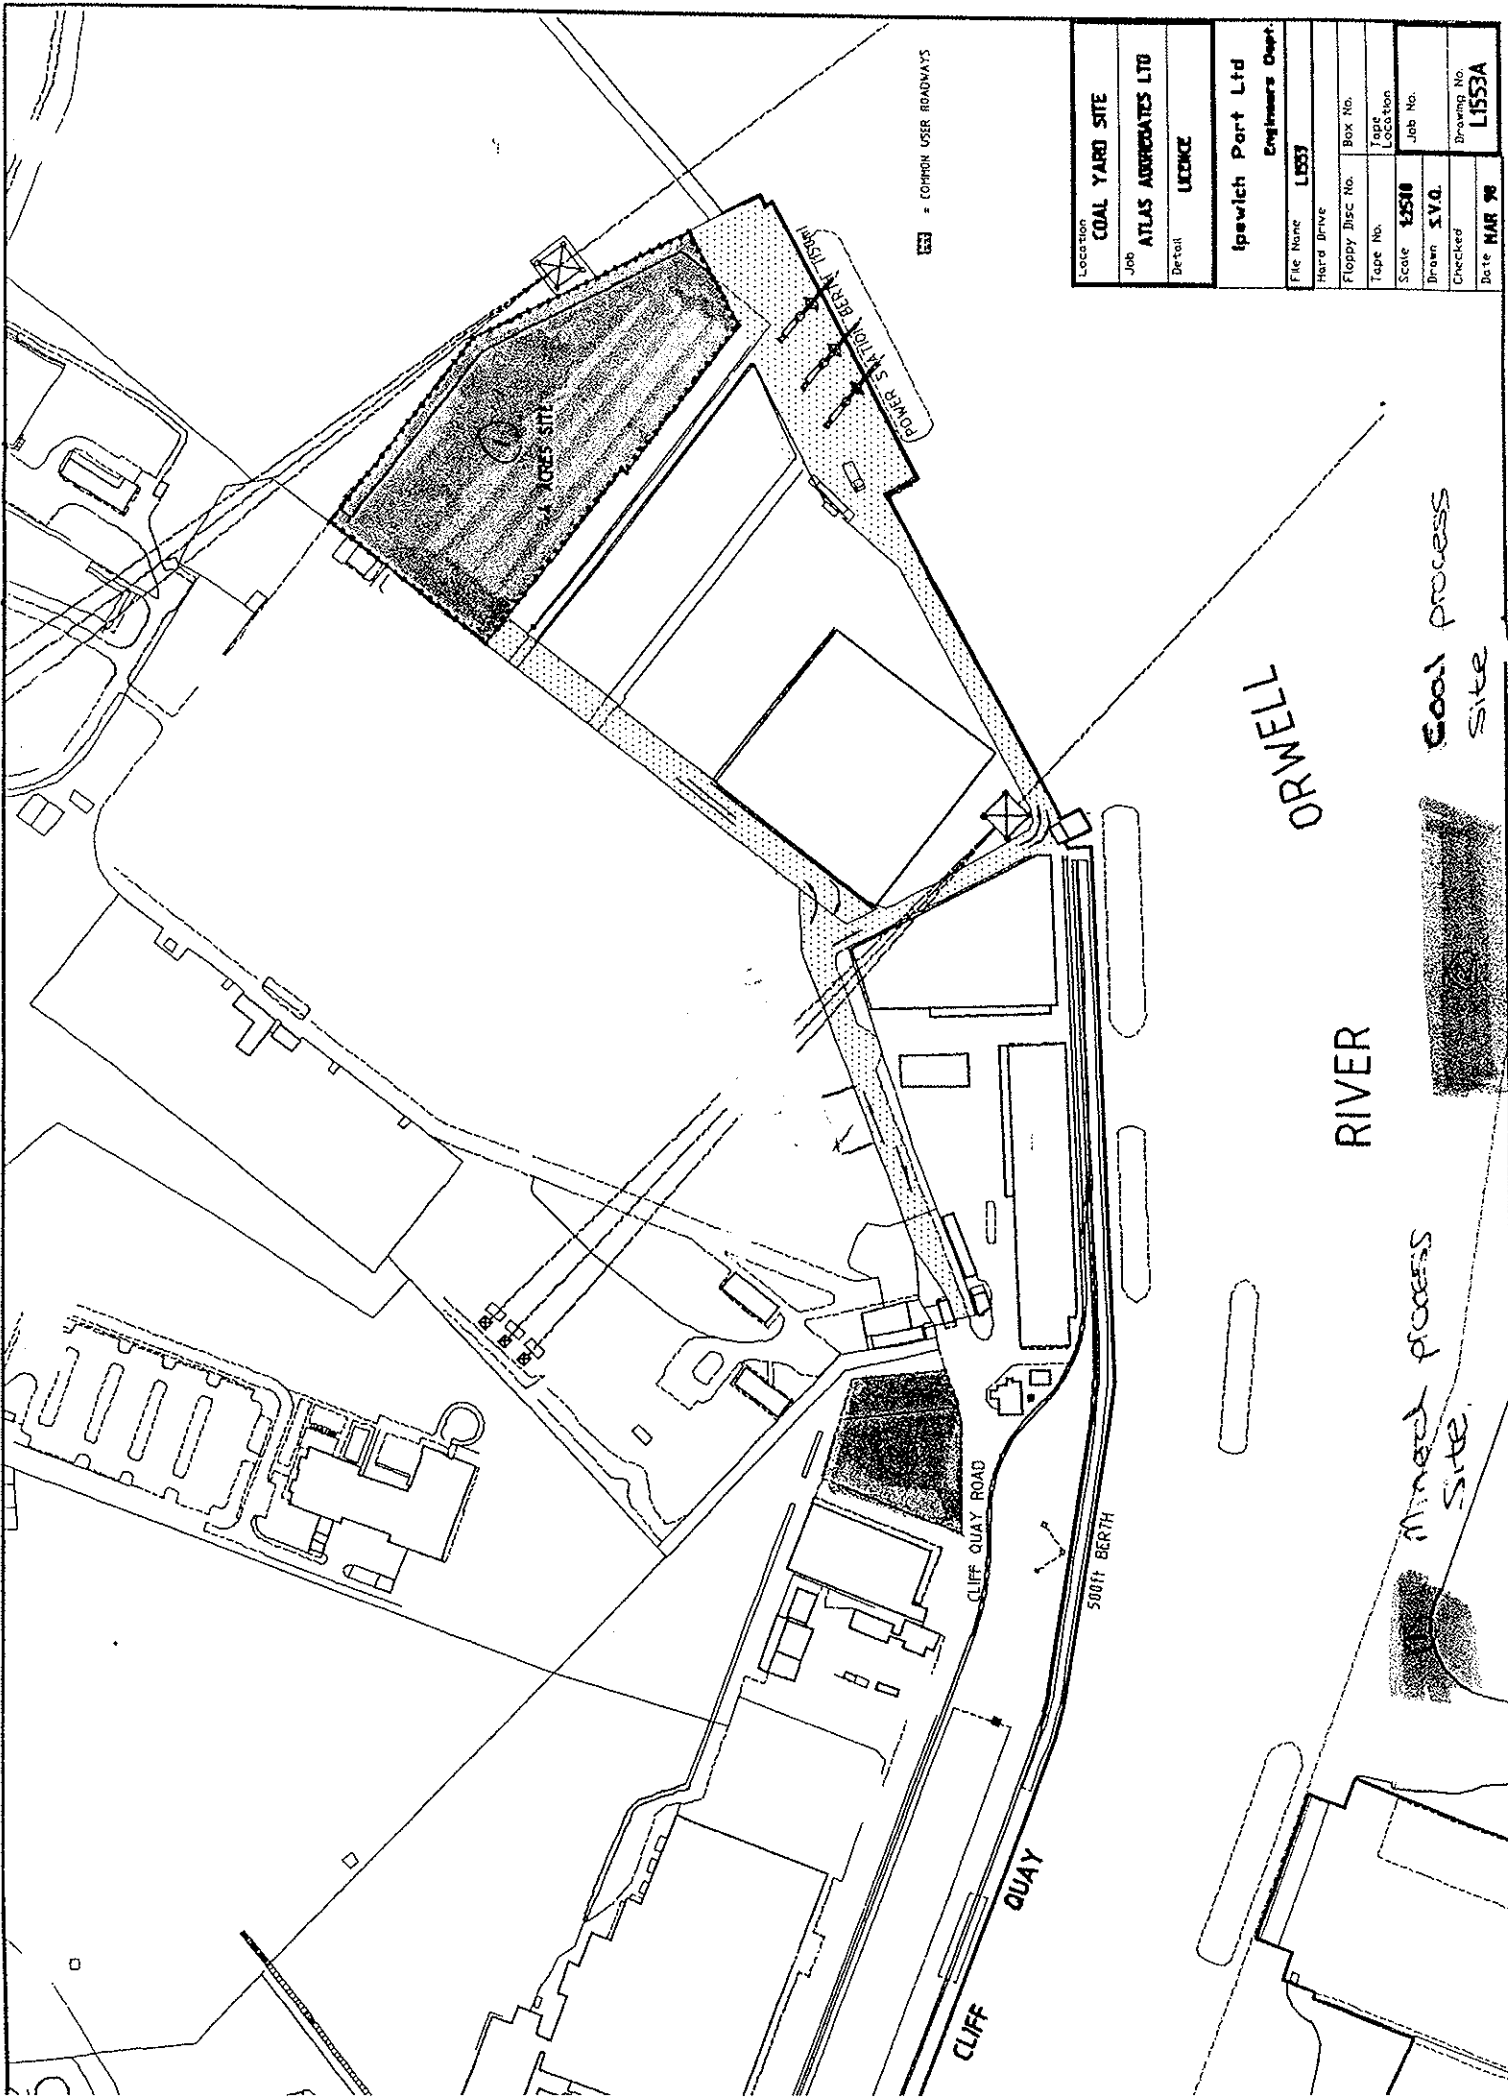 = COMMON USER ROADWAYS
Location
COAL YARD SITE
Job
ATLAS AGGREGATES LTD
Detail
LICENCE
Ipswich Port Ltd
Engineers Dept.
File Name L1553
Hard Drive
Floppy Disc No.
Box No.
Tape No.
Tape Location
Scale 1:2500
Job No.
Drawn S.V.Q.
Checked
Drawing No.
L1553A
Date MAR 98
ACRES SITE
POWER STATION BERTH (150m)
RIVER ORWELL
Coal process
Site
Mineral process
Site.
CLIFF QUAY ROAD
500ft BERTH
CLIFF QUAY